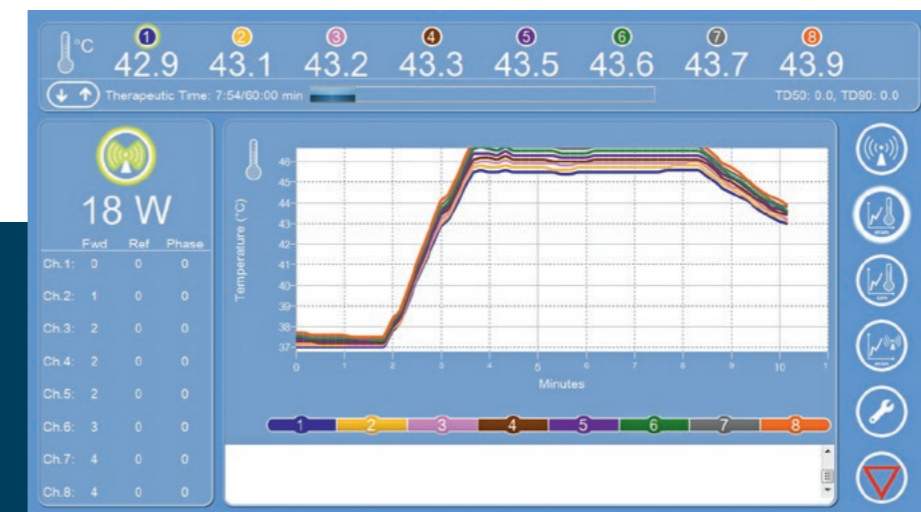 °C
1 2 3 4 5 6 7 8
42.9 43.1 43.2 43.3 43.5 43.6 43.7 43.9
Therapeutic Time: 7:54/60:00 min
TD50: 0.0, TD90: 0.0
18 W
Fwd Ref Phase
Ch.1: 0 0 0
Ch.2: 1 0 0
Ch.3: 2 0 0
Ch.4: 2 0 0
Ch.5: 2 0 0
Ch.6: 3 0 0
Ch.7: 4 0 0
Ch.8: 4 0 0
Temperature (°C)
46
45
44
43
42
41
40
39
38
37
0 1 2 3 4 5 6 7 8 9 10 1
Minutes
1 2 3 4 5 6 7 8